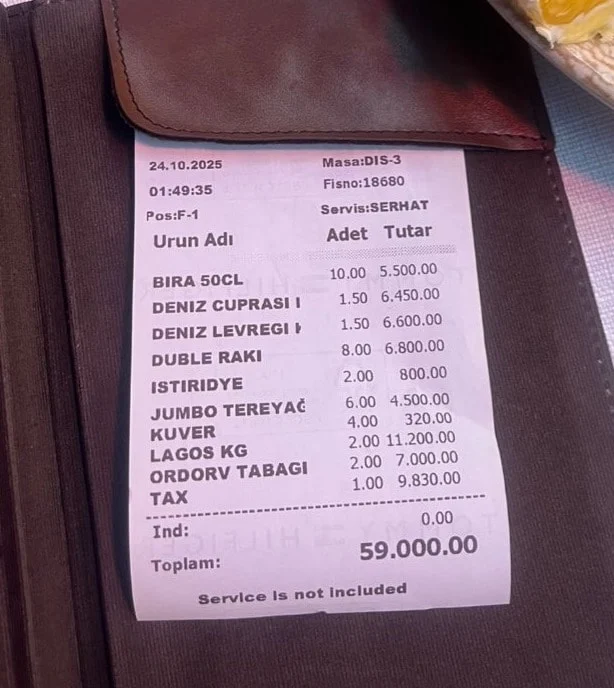 24.10.2025 Masa:DIS-3
01:49:35 Fisno:18680
Pos:F-1 Servis:SERHAT
Urun Adı Adet Tutar
BIRA 50CL 10.00 5.500.00
DENIZ CUPRASI I 1.50 6.450.00
DENIZ LEVREGI 1.50 6.600.00
DUBLE RAKI 8.00 6.800.00
ISTIRIDYE 2.00 800.00
JUMBO TEREYAĞ 6.00 4.500.00
KUVER 4.00 320.00
LAGOS KG 2.00 11.200.00
ORDORV TABAGI 2.00 7.000.00
TAX 1.00 9,830.00
Ind: 0.00
Toplam: 59.000.00
Service is not included